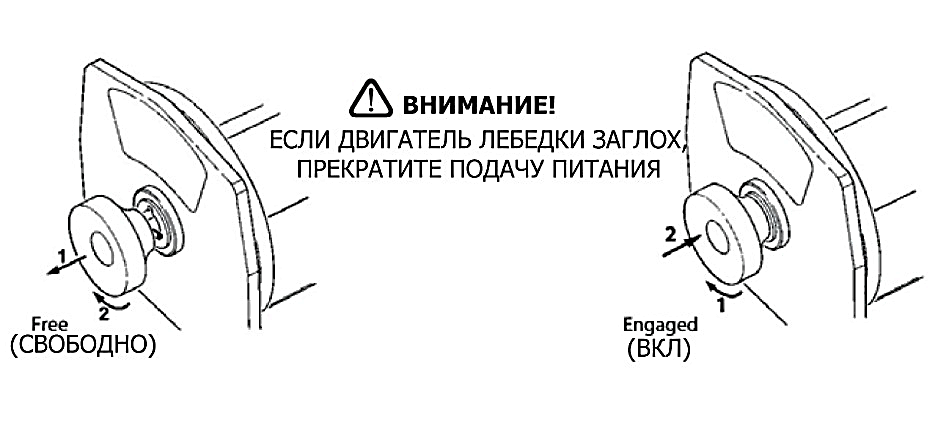 ВНИМАНИЕ!
ЕСЛИ ДВИГАТЕЛЬ ЛЕБЕДКИ ЗАГЛОХ,
ПРЕКРАТИТЕ ПОДАЧУ ПИТАНИЯ
1
2
Free
(СВОБОДНО)
2
1
Engaged
(ВКЛ)